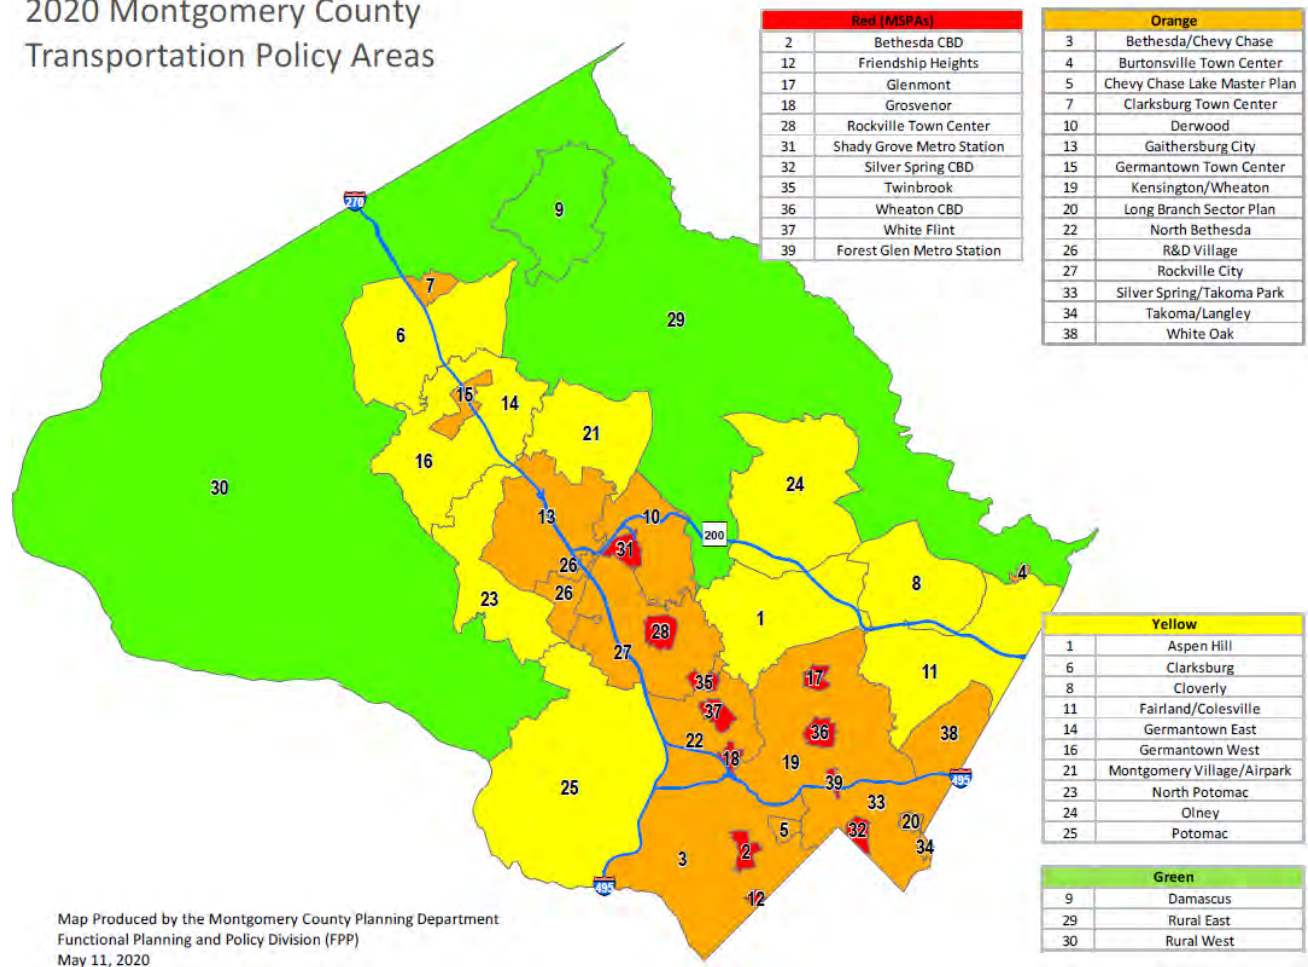 2020 Montgomery County
Transportation Policy Areas
Red (MSPAs)
2 Bethesda CBD
12 Friendship Heights
17 Glenmont
18 Grosvenor
28 Rockville Town Center
31 Shady Grove Metro Station
32 Silver Spring CBD
35 Twinbrook
36 Wheaton CBD
37 White Flint
39 Forest Glen Metro Station
Orange
3 Bethesda/Chevy Chase
4 Burtonsville Town Center
5 Chevy Chase Lake Master Plan
7 Clarksburg Town Center
10 Derwood
13 Gaithersburg City
15 Germantown Town Center
19 Kensington/Wheaton
20 Long Branch Sector Plan
22 North Bethesda
26 R&D Village
27 Rockville City
33 Silver Spring/Takoma Park
34 Takoma/Langley
38 White Oak
270
9
7
29
6
15
14
21
16
24
30
13
10
200
31
26
4
8
26
23
1
28
27
11
17
35
37
36
38
22
18
19
39
495
25
33
20
5
32
34
2
3
495
12
Yellow
1 Aspen Hill
6 Clarksburg
8 Cloverly
11 Fairland/Colesville
14 Germantown East
16 Germantown West
21 Montgomery Village/Airpark
23 North Potomac
24 Olney
25 Potomac
Green
9 Damascus
29 Rural East
30 Rural West
Map Produced by the Montgomery County Planning Department
Functional Planning and Policy Division (FPP)
May 11, 2020